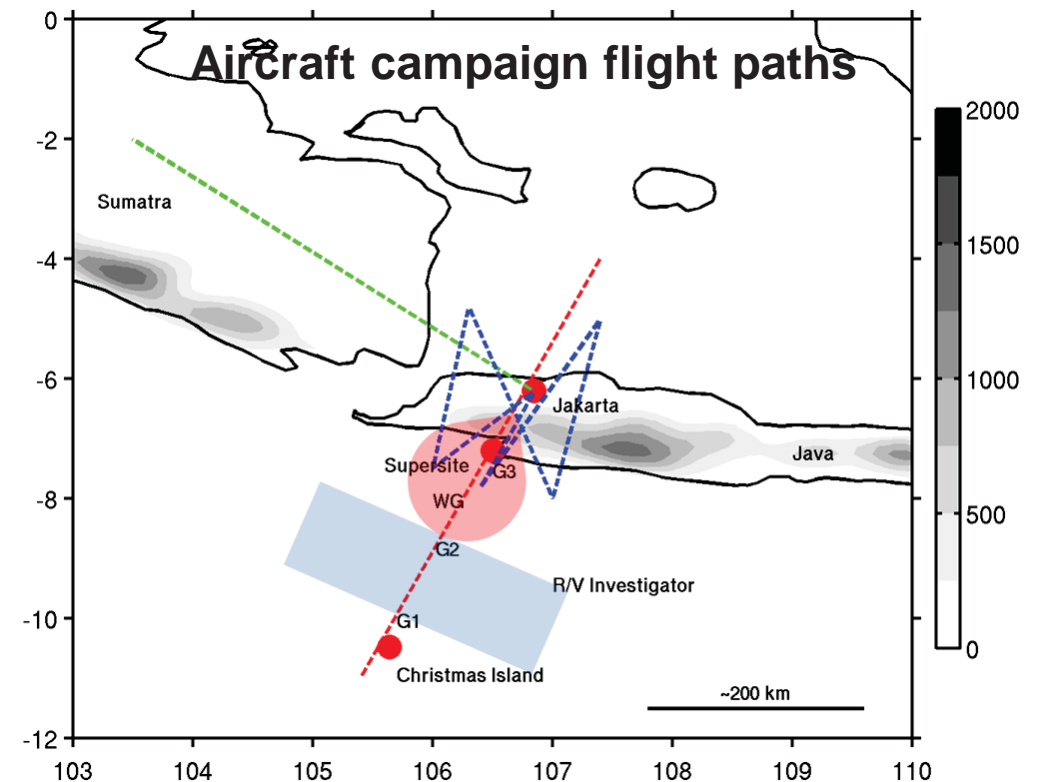 Aircraft campaign flight paths
0
-2
-4
-6
-8
-10
-12
103
104
105
106
107
108
109
110
2000
1500
1000
500
0
Sumatra
Jakarta
Java
Supersite
G3
WG
G2
R/V Investigator
G1
Christmas Island
~200 km